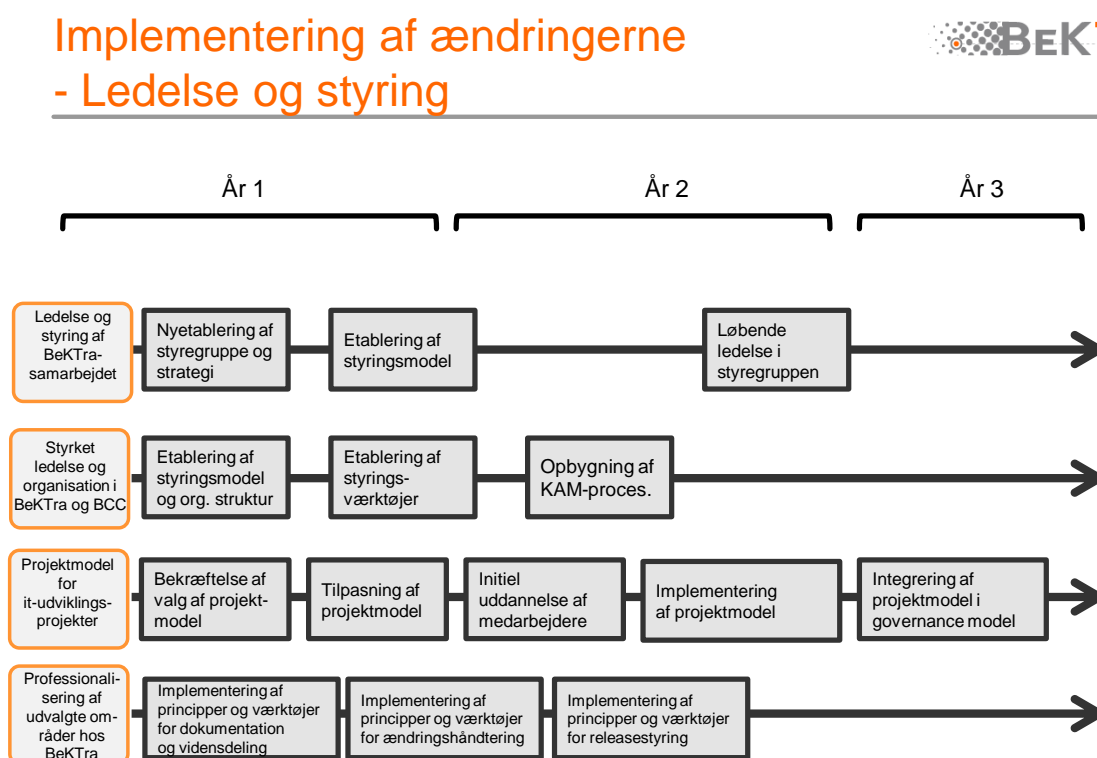 Implementering af ændringerne
- Ledelse og styring
BEK
År 1
År 2
År 3
Ledelse og
styring af
BeKTra-
samarbejdet
Nyetablering af
styregruppe og
strategi
Etablering af
styringsmodel
Løbende
ledelse i
styregruppen
Styrket
ledelse og
organisation i
BeKTra og BCC
Etablering af
styringsmodel
og org. struktur
Etablering af
styrings-
værktøjer
Opbygning af
KAM-proces.
Projektmodel
for
it-udviklings-
projekter
Bekræftelse af
valg af projekt-
model
Tilpasning af
projektmodel
Initiel
uddannelse af
medarbejdere
Implementering
af projektmodel
Integrering af
projektmodel i
governance model
Professionali-
sering af
udvalgte om-
råder hos
BeKTra
Implementering af
principper og værktøjer
for dokumentation
og vidensdeling
Implementering af
principper og værktøjer
for ændringshåndtering
Implementering af
principper og værktøjer
for releasestyring